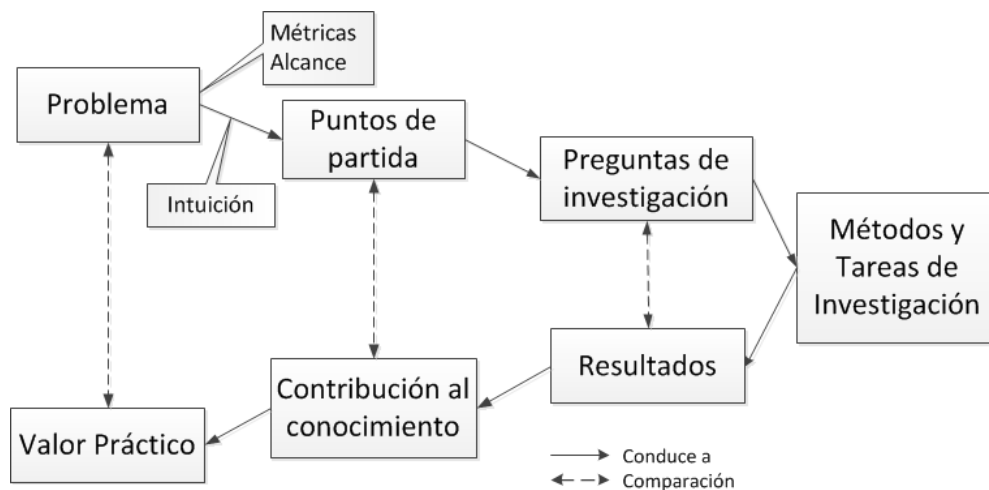 Métricas
Alcance
Problema
Puntos de
partida
Intuición
Preguntas de
investigación
Métodos y
Tareas de
Investigación
Resultados
Contribución al
conocimiento
Valor Práctico
Conduce a
Comparación